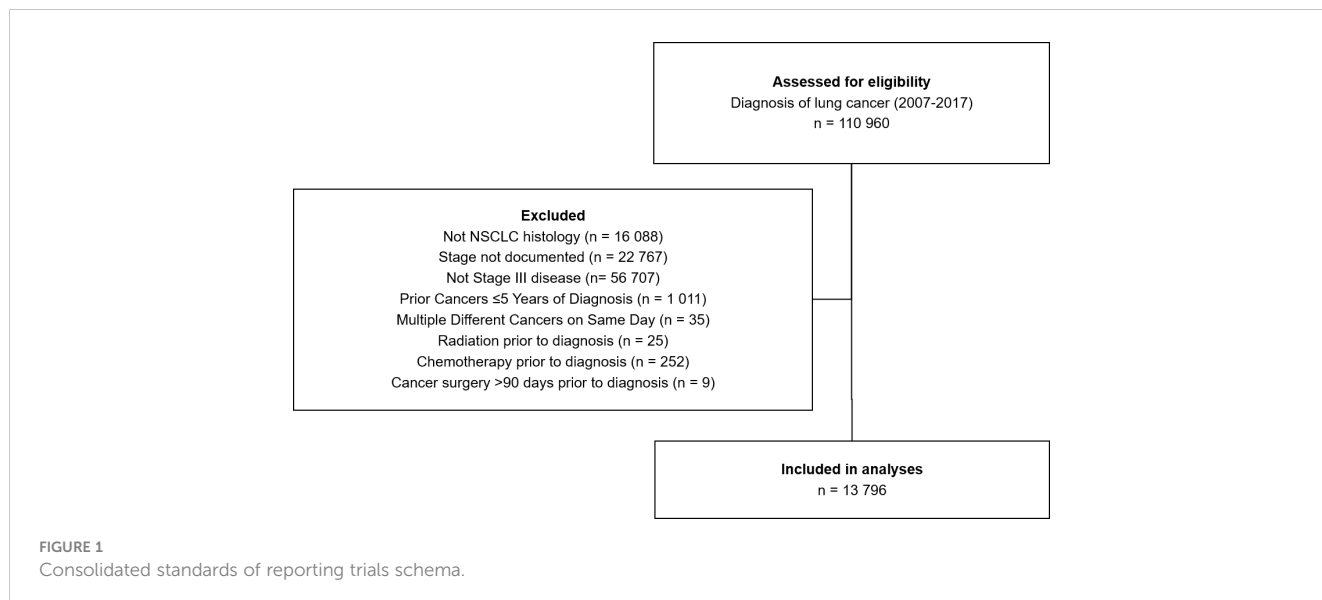 Assessed for eligibility
Diagnosis of lung cancer (2007-2017)
n = 110 960
Excluded
Not NSCLC histology (n = 16 088)
Stage not documented (n = 22 767)
Not Stage III disease (n= 56 707)
Prior Cancers ≤5 Years of Diagnosis (n = 1 011)
Multiple Different Cancers on Same Day (n = 35)
Radiation prior to diagnosis (n = 25)
Chemotherapy prior to diagnosis (n = 252)
Cancer surgery >90 days prior to diagnosis (n = 9)
Included in analyses
n = 13 796
FIGURE 1
Consolidated standards of reporting trials schema.